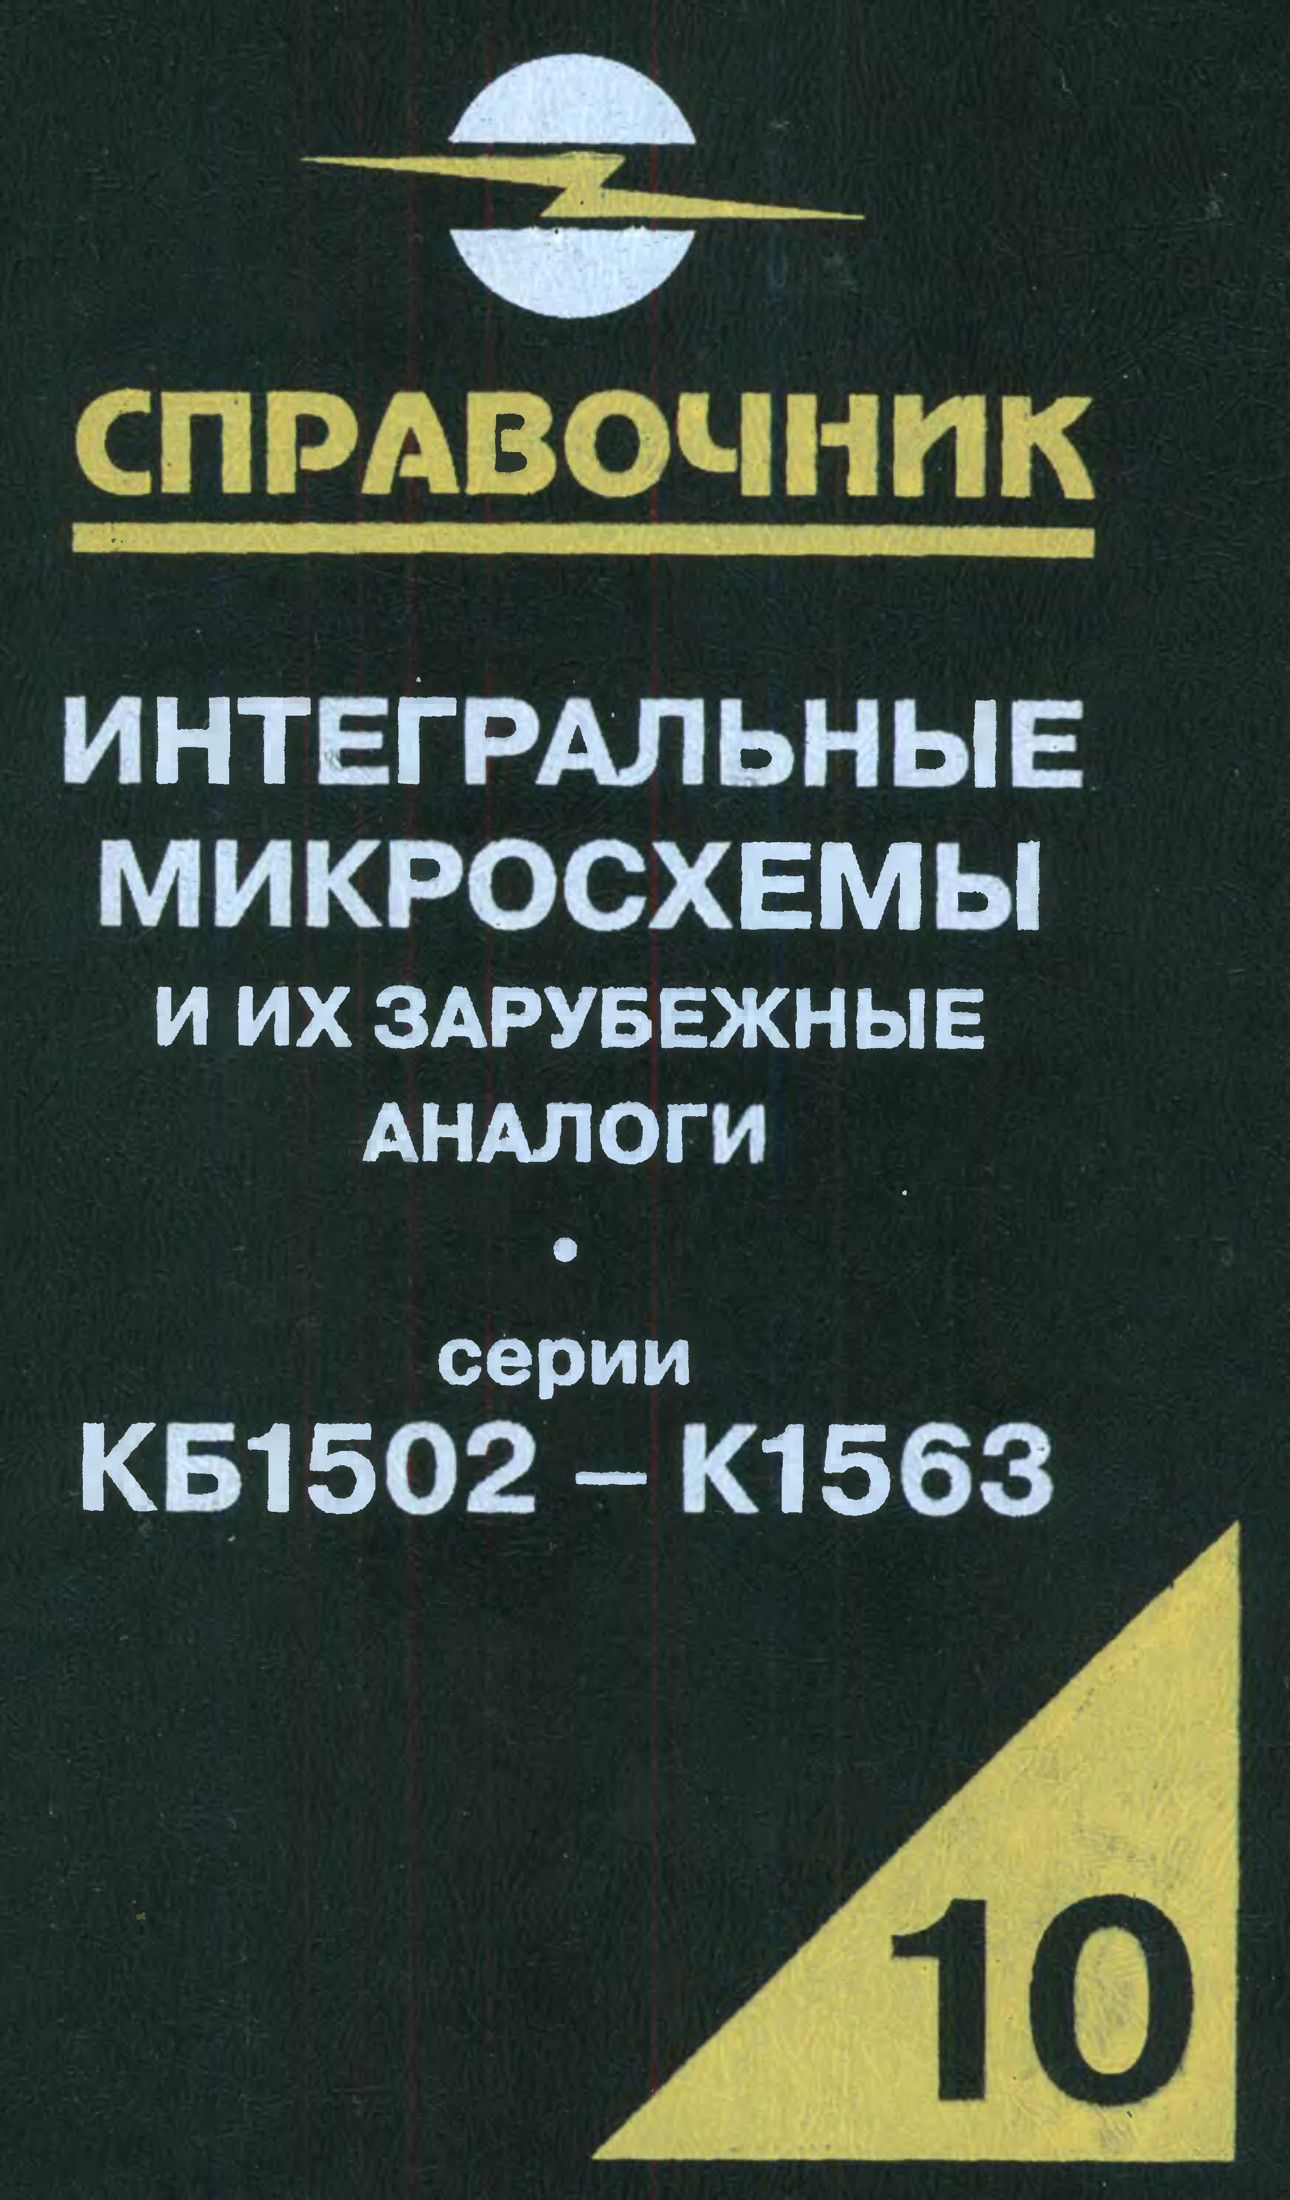 СПРАВОЧНИК
ИНТЕГРАЛЬНЫЕ
МИКРОСХЕМЫ
И ИХ ЗАРУБЕЖНЫЕ
АНАЛОГИ
•
серии
КБ1502 – К1563
10